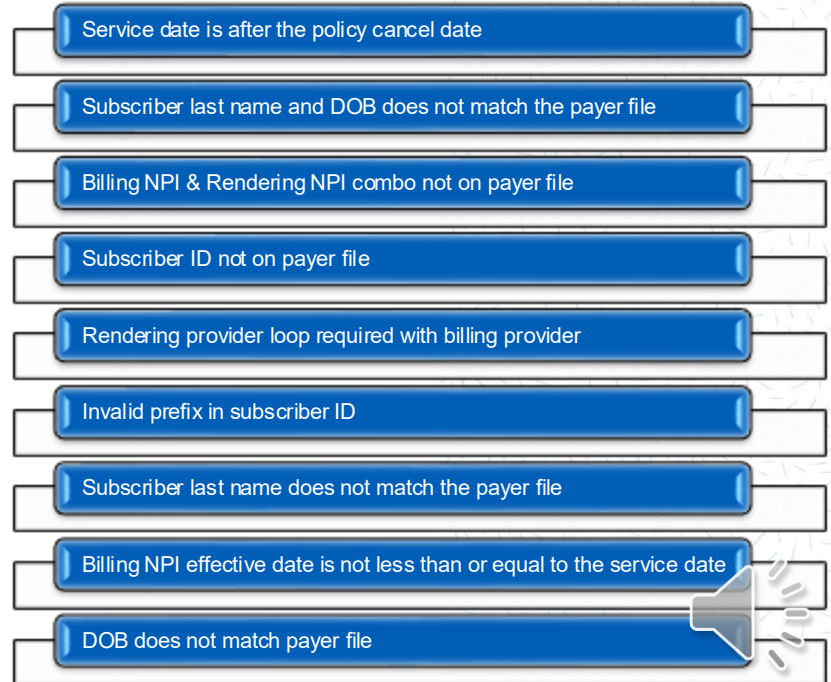 Service date is after the policy cancel date
Subscriber last name and DOB does not match the payer file
Billing NPI & Rendering NPI combo not on payer file
Subscriber ID not on payer file
Rendering provider loop required with billing provider
Invalid prefix in subscriber ID
Subscriber last name does not match the payer file
Billing NPI effective date is not less than or equal to the service date
DOB does not match payer file